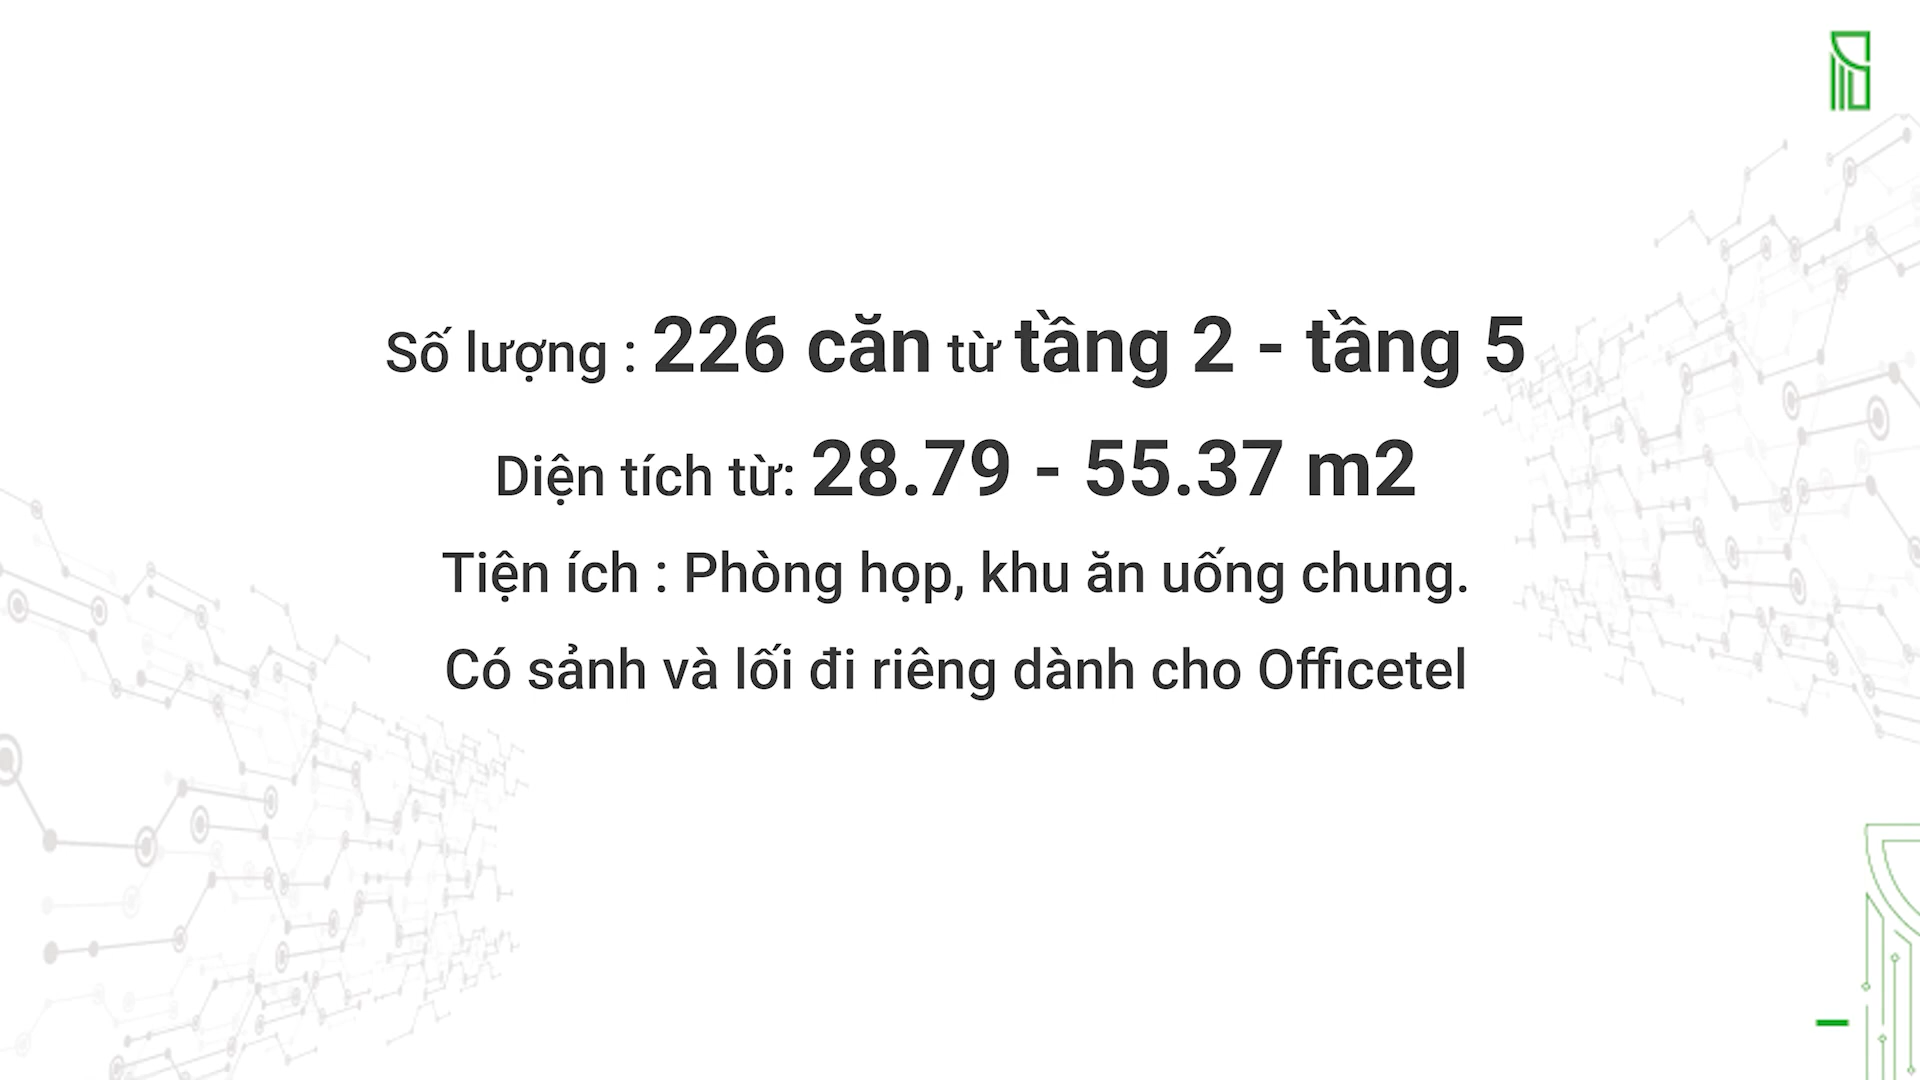 Số lượng : 226 căn từ tầng 2 - tầng 5
Diện tích từ: 28.79 - 55.37 m2
Tiện ích : Phòng họp, khu ăn uống chung.
Có sảnh và lối đi riêng dành cho Officetel